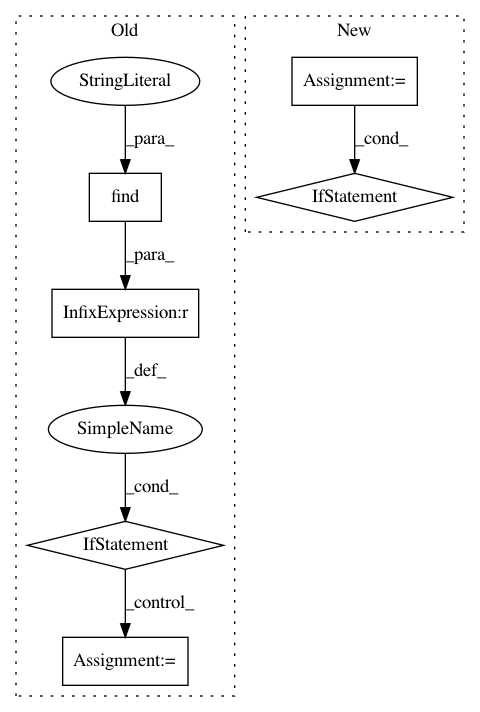 Old
StringLiteral
_para_
find
_para_
InfixExpression:r
_def_
SimpleName
_cond_
IfStatement
_control_
Assignment:=
New
Assignment:=
_cond_
IfStatement